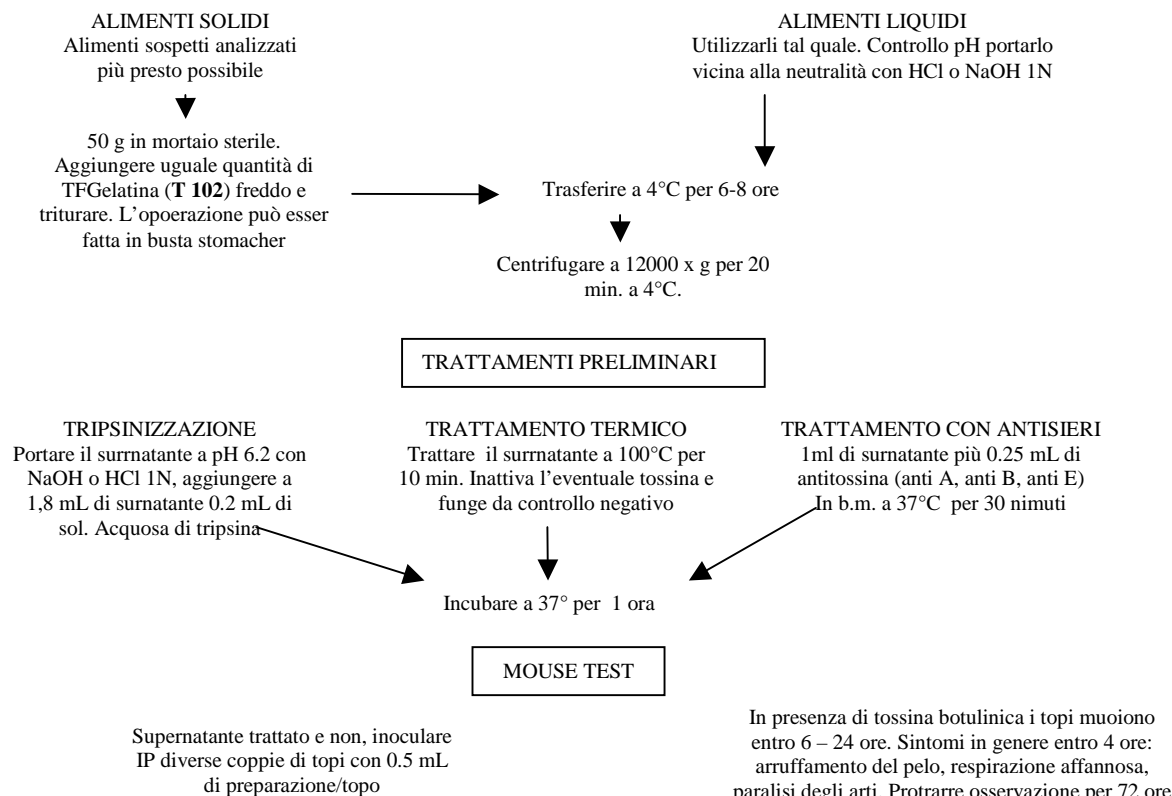 ALIMENTI SOLIDI
Alimenti sospetti analizzati
più presto possibile
ALIMENTI LIQUIDI
Utilizzarli tal quale. Controllo pH portarlo
vicina alla neutralità con HCl o NaOH 1N
50 g in mortaio sterile.
Aggiungere uguale quantità di
TFGelatina (T 102) freddo e
triturare. L'opoerazione può esser
fatta in busta stomacher
Trasferire a 4°C per 6-8 ore
Centrifugare a 12000 x g per 20
min. a 4°C.
TRATTAMENTI PRELIMINARI
TRIPSINIZZAZIONE
Portare il surrnatante a pH 6.2 con
NaOH o HCl 1N, aggiungere a
1,8 mL di surnatante 0.2 mL di
sol. Acquosa di tripsina
TRATTAMENTO TERMICO
Trattare il surrnatante a 100°C per
10 min. Inattiva l'eventuale tossina e
funge da controllo negativo
TRATTAMENTO CON ANTISIERI
1ml di surnatante più 0.25 mL di
antitossina (anti A, anti B, anti E)
In b.m. a 37°C per 30 nimuti
Incubare a 37° per 1 ora
MOUSE TEST
Supernatante trattato e non, inoculare
IP diverse coppie di topi con 0.5 mL
di preparazione/topo
In presenza di tossina botulinica i topi muoiono
entro 6 – 24 ore. Sintomi in genere entro 4 ore:
arruffamento del pelo, respirazione affannosa,
paralisi degli arti. Protrarre osservazione per 72 ore